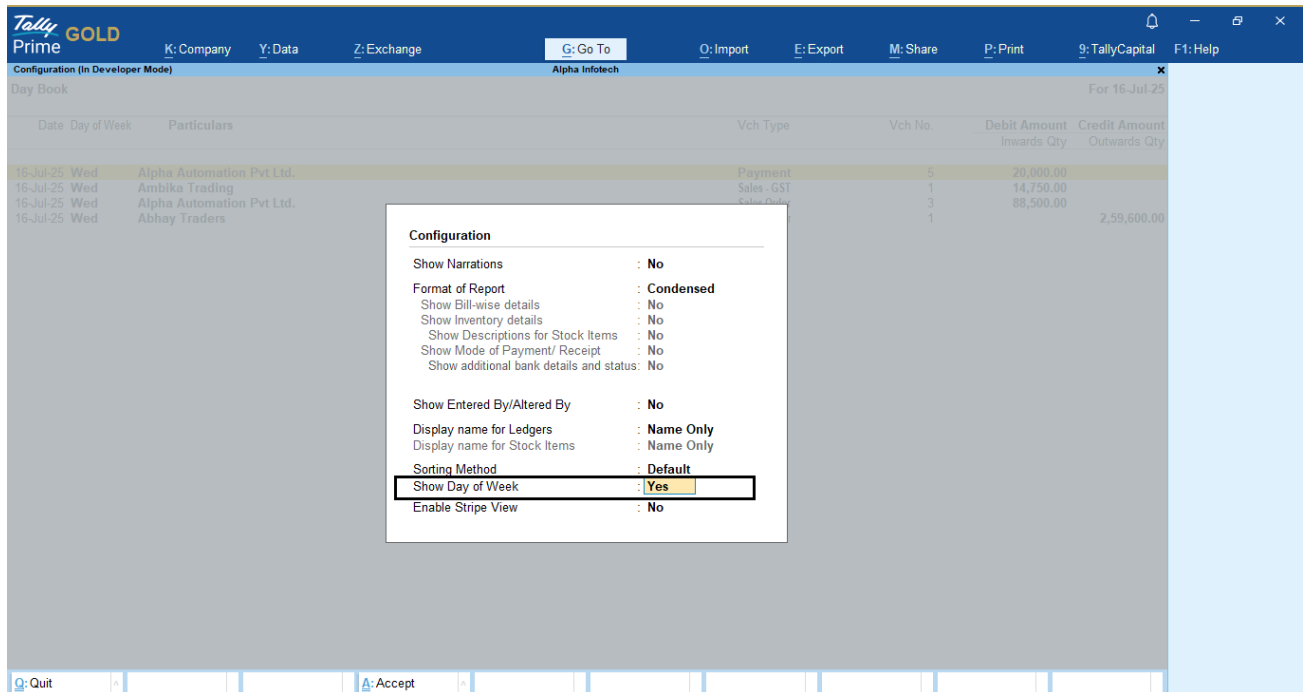 Tally
Prime GOLD
K: Company Y: Data Z: Exchange G: Go To O: Import E: Export M: Share P: Print 9: TallyCapital F1: Help
Configuration (In Developer Mode) Alpha Infotech
Day Book For 16-Jul-25
Date Day of Week Particulars Vch Type Vch No. Debit Amount Credit Amount
Inwards Qty Outwards Qty
16-Jul-25 Wed Alpha Automation Pvt Ltd. Payment 5 20,000.00
16-Jul-25 Wed Ambika Trading Sales - GST 1 14,750.00
16-Jul-25 Wed Alpha Automation Pvt Ltd. Sales Order 3 88,500.00
16-Jul-25 Wed Abhay Traders 1 2,59,600.00
Configuration
Show Narrations : No
Format of Report : Condensed
Show Bill-wise details : No
Show Inventory details : No
Show Descriptions for Stock Items : No
Show Mode of Payment/ Receipt : No
Show additional bank details and status: No
Show Entered By/Altered By : No
Display name for Ledgers : Name Only
Display name for Stock Items : Name Only
Sorting Method : Default
Show Day of Week : Yes
Enable Stripe View : No
Q: Quit A: Accept